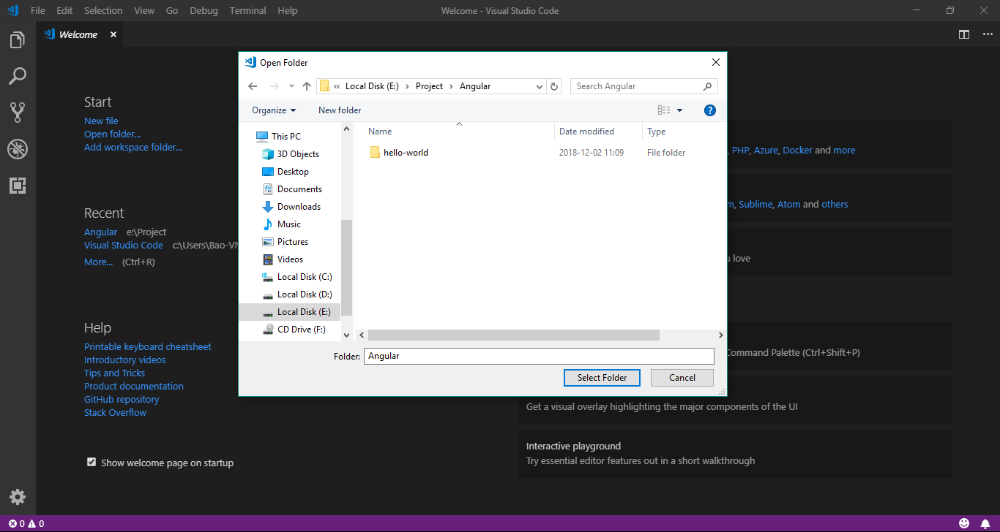 File Edit Selection View Go Debug Terminal Help Welcome - Visual Studio Code
Welcome
Start
New file
Open folder...
Add workspace folder...
Recent
Angular e:\Project
Visual Studio Code c:\Users\Bao-VN
More... (Ctrl+R)
Help
Printable keyboard cheatsheet
Introductory videos
Tips and Tricks
Product documentation
GitHub repository
Stack Overflow
Show welcome page on startup
Open Folder
« Local Disk (E:) > Project > Angular
Search Angular
Organize New folder
This PC
3D Objects
Desktop
Documents
Downloads
Music
Pictures
Videos
Local Disk (C:)
Local Disk (D:)
Local Disk (E:)
CD Drive (F:)
Name Date modified Type
hello-world 2018-12-02 11:09 File folder
Folder: Angular
Select Folder Cancel
, PHP, Azure, Docker and more
, Sublime, Atom and others
love
Command Palette (Ctrl+Shift+P)
Get a visual overlay highlighting the major components of the UI
Interactive playground
Try essential editor features out in a short walkthrough
0 0